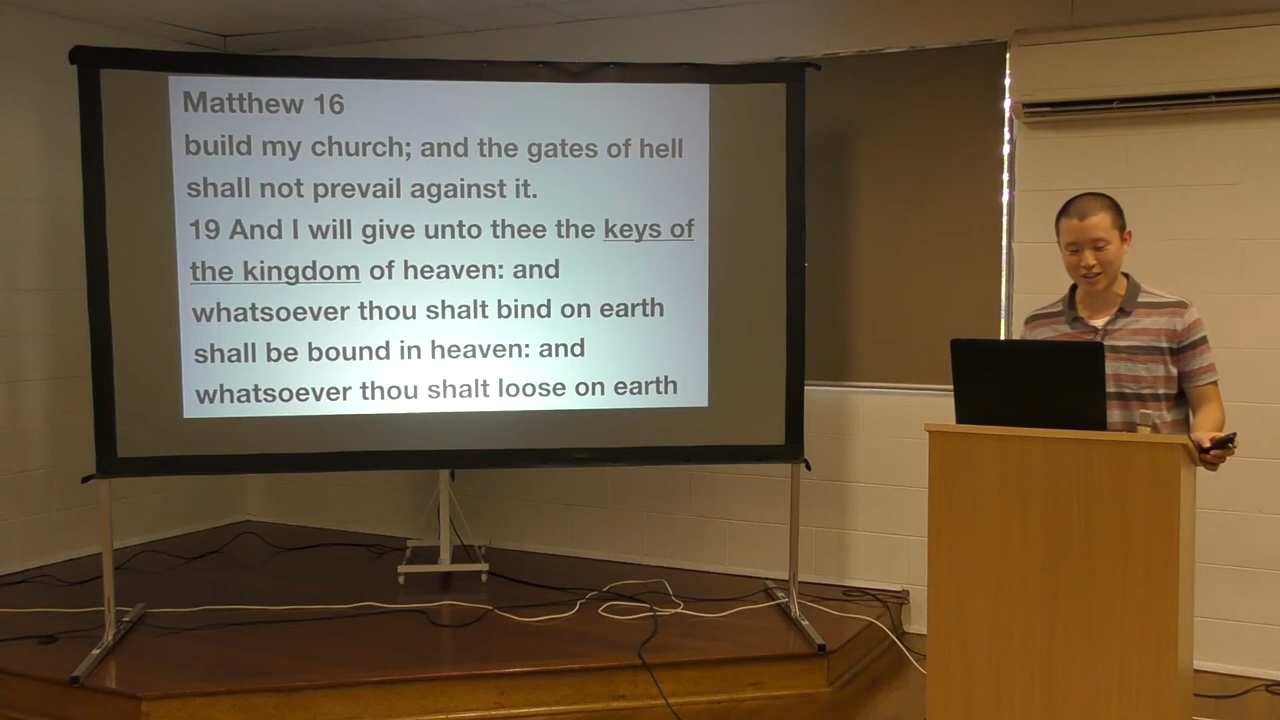 Matthew 16
build my church; and the gates of hell
shall not prevail against it.
19 And I will give unto thee the keys of
the kingdom of heaven: and
whatsoever thou shalt bind on earth
shall be bound in heaven: and
whatsoever thou shalt loose on earth